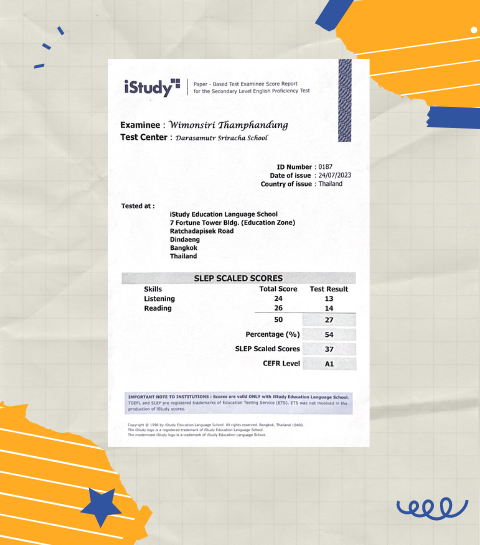 iStudy
Paper - Based Test Examinee Score Report
for the Secondary Level English Proficiency Test
Examinee : Wimonsiri Thamphandung
Test Center : Darasamutr Sriracha School
ID Number : 0187
Date of issue : 24/07/2023
Country of issue : Thailand
Tested at :
iStudy Education Language School
7 Fortune Tower Bldg. (Education Zone)
Ratchadapisek Road
Dindaeng
Bangkok
Thailand
SLEP SCALED SCORES
Skills Total Score Test Result
Listening 24 13
Reading 26 14
50 27
Percentage (%) 54
SLEP Scaled Scores 37
CEFR Level A1
IMPORTANT NOTE TO INSTITUTIONS : Scores are valid ONLY with iStudy Education Language School.
TOEFL and SLEP are registered trademarks of Education Testing Service (ETS). ETS was not involved in the
production of iStudy scores.
Copyright © 1998 by iStudy Education Language School. All rights reserved. Bangkok, Thailand 10400.
The iStudy logo is a registered trademark of iStudy Education Language School
The modernized iStudy logo is a trademark of iStudy Education Language School.